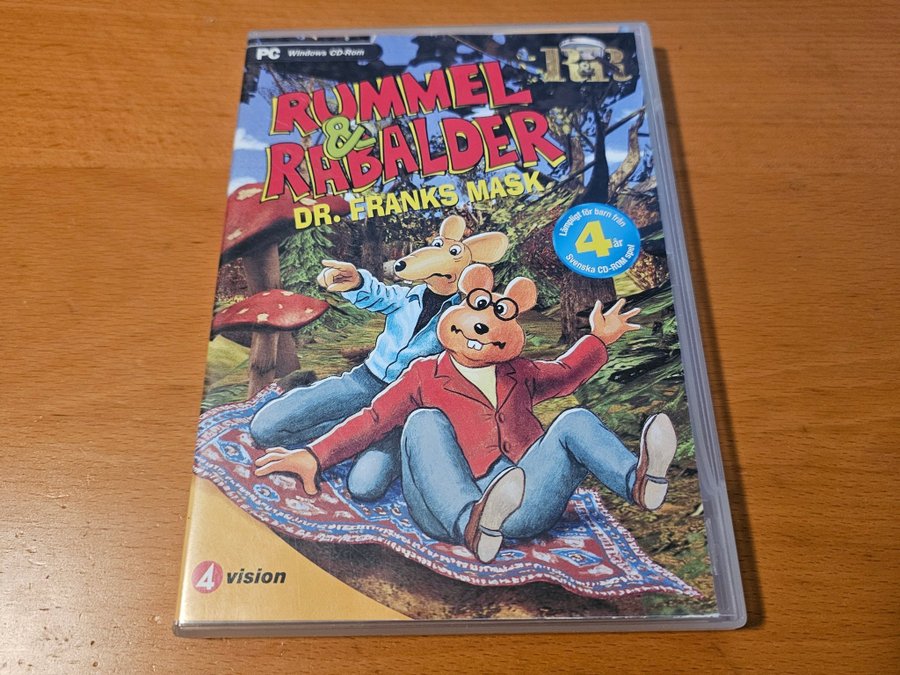 PC Windows CD-Rom
R&R
RUMMEL
&
RABALDER
DR. FRANKS MASK
Lämpligt för barn från
4 år
Svenska CD-ROM spel
4 vision